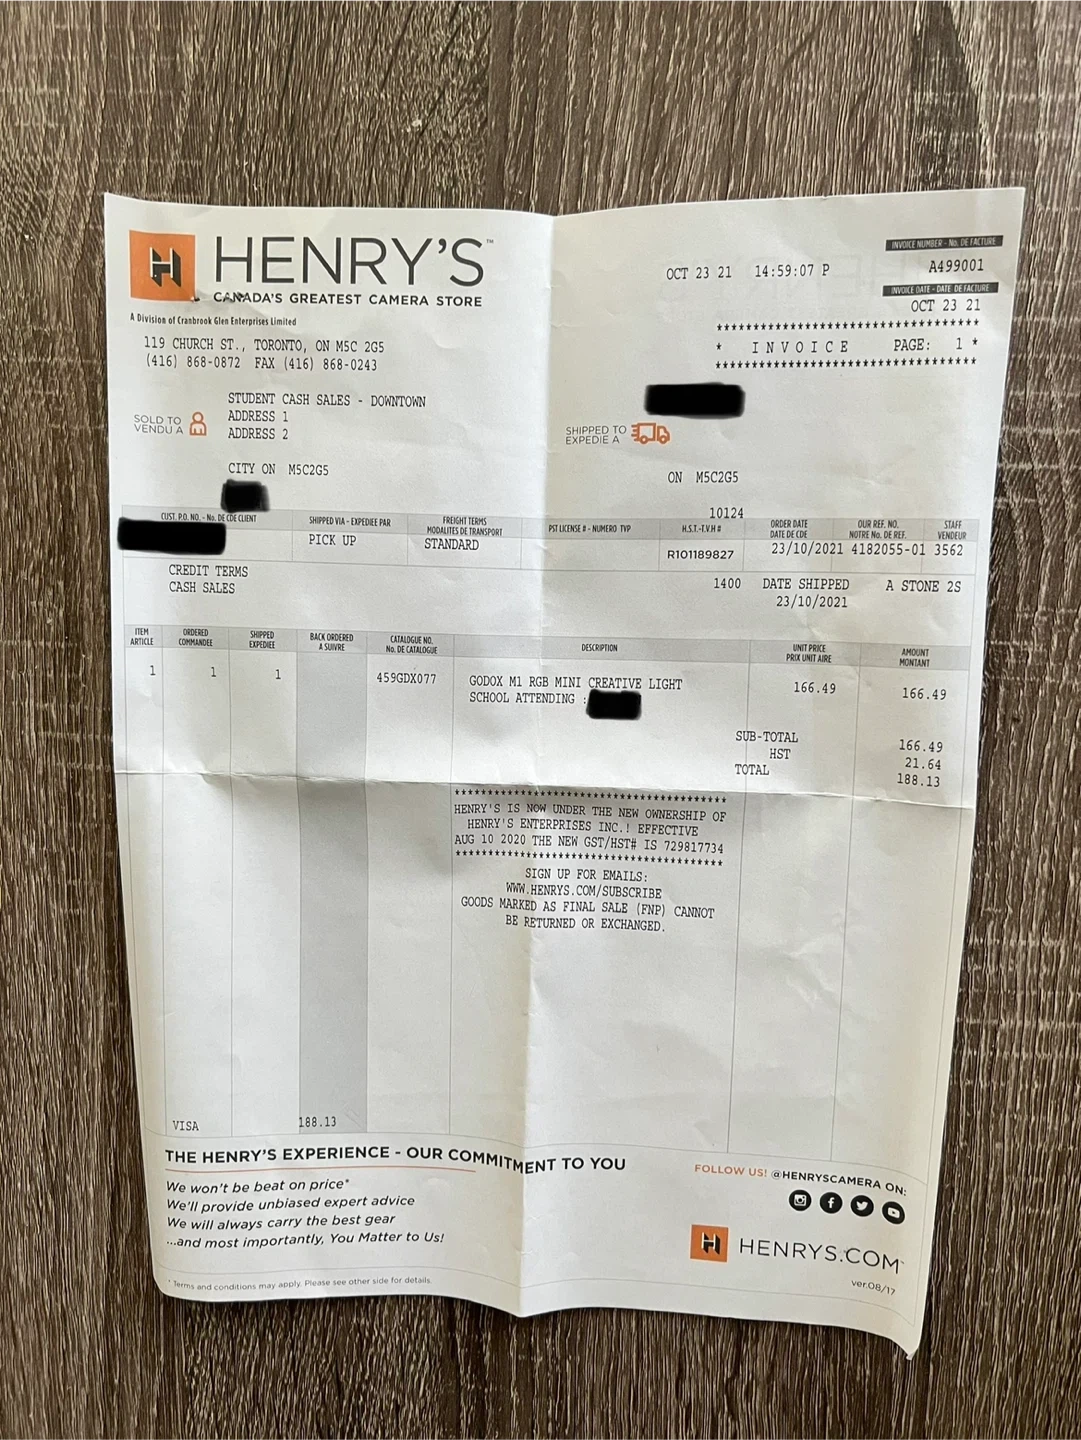 HENRY'S™
CANADA'S GREATEST CAMERA STORE
A Division of Cranbrook Glen Enterprises Limited
119 CHURCH ST., TORONTO, ON M5C 2G5
(416) 868-0872 FAX (416) 868-0243
OCT 23 21 14:59:07 P
INVOICE NUMBER - No. DE FACTURE
A499001
INVOICE DATE - DATE DE FACTURE
OCT 23 21
*********************************
* I N V O I C E PAGE: 1 *
*********************************
SOLD TO
VENDU A
STUDENT CASH SALES - DOWNTOWN
ADDRESS 1
ADDRESS 2
CITY ON M5C2G5
SHIPPED TO
EXPEDIE A
ON M5C2G5
10124
CUST. P.O. NO. - No. DE CDE CLIENT
SHIPPED VIA - EXPEDIEE PAR
PICK UP
FREIGHT TERMS
MODALITES DE TRANSPORT
STANDARD
PST LICENSE # - NUMERO TVP
H.S.T.-T.V.H #
R101189827
ORDER DATE
DATE DE CDE
23/10/2021
OUR REF. NO.
NOTRE No. DE REF.
4182055-01
STAFF
VENDEUR
3562
CREDIT TERMS
CASH SALES
1400 DATE SHIPPED A STONE 2S
23/10/2021
ITEM
ARTICLE
ORDERED
COMMANDEE
SHIPPED
EXPEDIEE
BACK ORDERED
A SUIVRE
CATALOGUE NO.
No. DE CATALOGUE
DESCRIPTION
UNIT PRICE
PRIX UNIT AIRE
AMOUNT
MONTANT
1 1 1 459GDX077 GODOX M1 RGB MINI CREATIVE LIGHT 166.49 166.49
SCHOOL ATTENDING :
SUB-TOTAL 166.49
HST 21.64
TOTAL 188.13
******************************************
HENRY'S IS NOW UNDER THE NEW OWNERSHIP OF
HENRY'S ENTERPRISES INC.! EFFECTIVE
AUG 10 2020 THE NEW GST/HST# IS 729817734
******************************************
SIGN UP FOR EMAILS:
WWW.HENRYS.COM/SUBSCRIBE
GOODS MARKED AS FINAL SALE (FNP) CANNOT
BE RETURNED OR EXCHANGED.
VISA 188.13
THE HENRY'S EXPERIENCE - OUR COMMITMENT TO YOU
We won't be beat on price*
We'll provide unbiased expert advice
We will always carry the best gear
...and most importantly, You Matter to Us!
* Terms and conditions may apply. Please see other side for details.
FOLLOW US! @HENRYSCAMERA ON:
HENRYS.COM™
ver.08/17